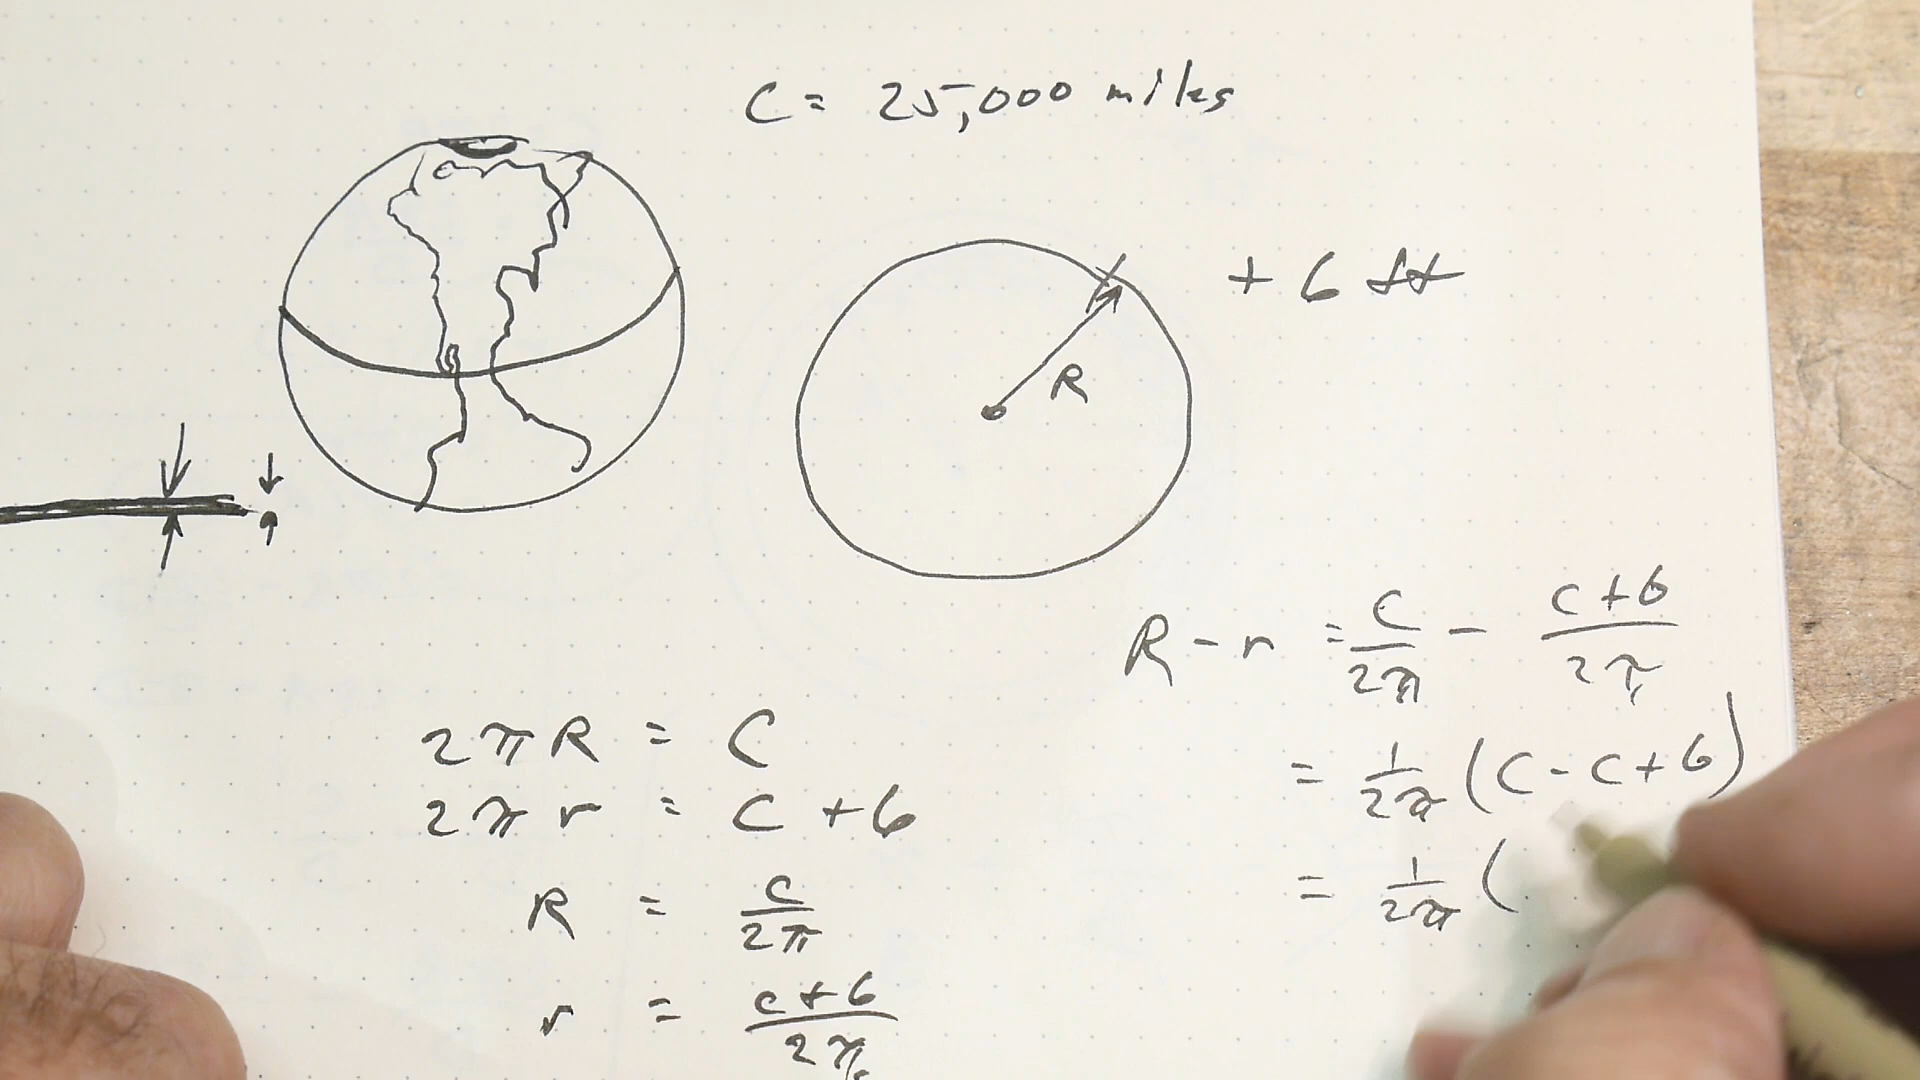 C = 25,000 miles
+ 6 ft
R
R - r = C/2π - C+6/2π
= 1/2π (C - C + 6)
= 1/2π (
2πR = C
2πr = C + 6
R = C/2π
r = C+6/2π